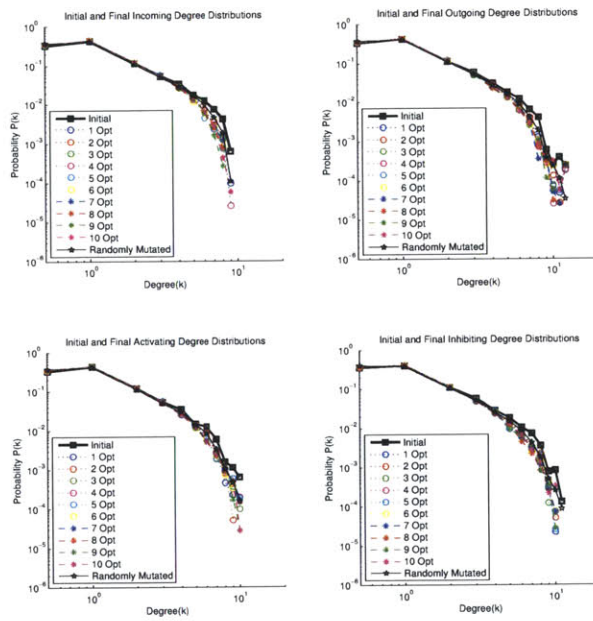 Initial and Final Incoming Degree Distributions
10^0
10^-1
10^-2
10^-3
10^-4
10^-5
10^-6
Probability P(k)
Initial
1 Opt
2 Opt
3 Opt
4 Opt
5 Opt
6 Opt
7 Opt
8 Opt
9 Opt
10 Opt
Randomly Mutated
10^0
10^1
Degree(k)
Initial and Final Outgoing Degree Distributions
10^0
10^-1
10^-2
10^-3
10^-4
10^-5
10^-6
Probability P(k)
Initial
1 Opt
2 Opt
3 Opt
4 Opt
5 Opt
6 Opt
7 Opt
8 Opt
9 Opt
10 Opt
Randomly Mutated
10^0
10^1
Degree(k)
Initial and Final Activating Degree Distributions
10^0
10^-1
10^-2
10^-3
10^-4
10^-5
10^-6
Probability P(k)
Initial
1 Opt
2 Opt
3 Opt
4 Opt
5 Opt
6 Opt
7 Opt
8 Opt
9 Opt
10 Opt
Randomly Mutated
10^0
10^1
Degree(k)
Initial and Final Inhibiting Degree Distributions
10^0
10^-1
10^-2
10^-3
10^-4
10^-5
10^-6
Probability P(k)
Initial
1 Opt
2 Opt
3 Opt
4 Opt
5 Opt
6 Opt
7 Opt
8 Opt
9 Opt
10 Opt
Randomly Mutated
10^0
10^1
Degree(k)